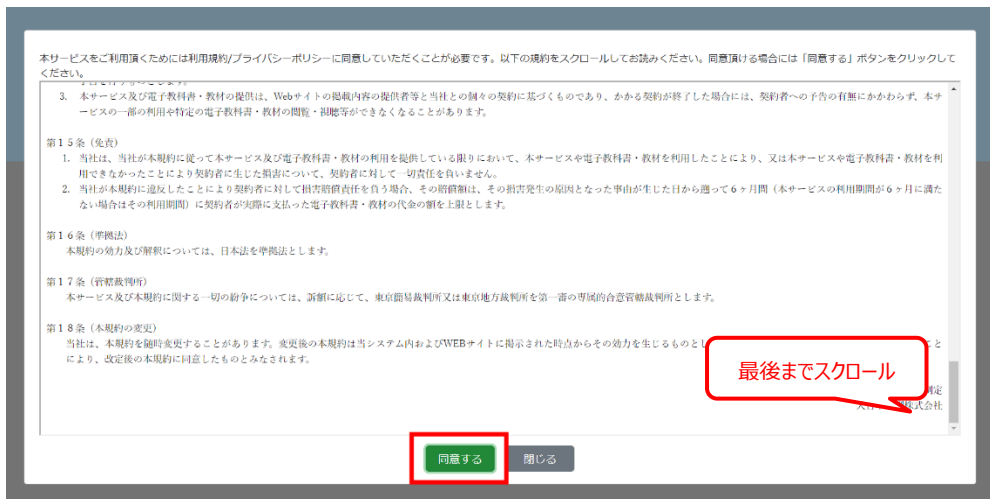 本サービスをご利用頂くためには利用規約/プライバシーポリシーに同意していただくことが必要です。以下の規約をスクロールしてお読みください。同意頂ける場合には「同意する」ボタンをクリックして
ください。
3. 本サービス及び電子教科書・教材の提供は、Webサイトの掲載内容の提供者等と当社との個々の契約に基づくものであり、かかる契約が終了した場合には、契約者への予告の有無にかかわらず、本サ
ービスの一部の利用や特定の電子教科書・教材の閲覧・視聴等ができなくなることがあります。
第15条（免責）
1. 当社は、当社が本規約に従って本サービス及び電子教科書・教材の利用を提供している限りにおいて、本サービスや電子教科書・教材を利用したことにより、又は本サービスや電子教科書・教材を利
用できなかったことにより契約者に生じた損害について、契約者に対して一切責任を負いません。
2. 当社が本規約に違反したことにより契約者に対して損害賠償責任を負う場合、その賠償額は、その損害発生の原因となった事由が生じた日から遡って6ヶ月間（本サービスの利用期間が6ヶ月に満た
ない場合はその利用期間）に契約者が実際に支払った電子教科書・教材の代金の額を上限とします。
第16条（準拠法）
本規約の効力及び解釈については、日本法を準拠法とします。
第17条（管轄裁判所）
本サービス及び本規約に関する一切の紛争については、訴額に応じて、東京簡易裁判所又は東京地方裁判所を第一審の専属的合意管轄裁判所とします。
第18条（本規約の変更）
当社は、本規約を随時変更することがあります。変更後の本規約は当システム内およびWEBサイトに掲示された時点からその効力を生じるものとし
こと
により、改定後の本規約に同意したものとみなされます。
最後までスクロール
制定
株式会社
同意する
閉じる